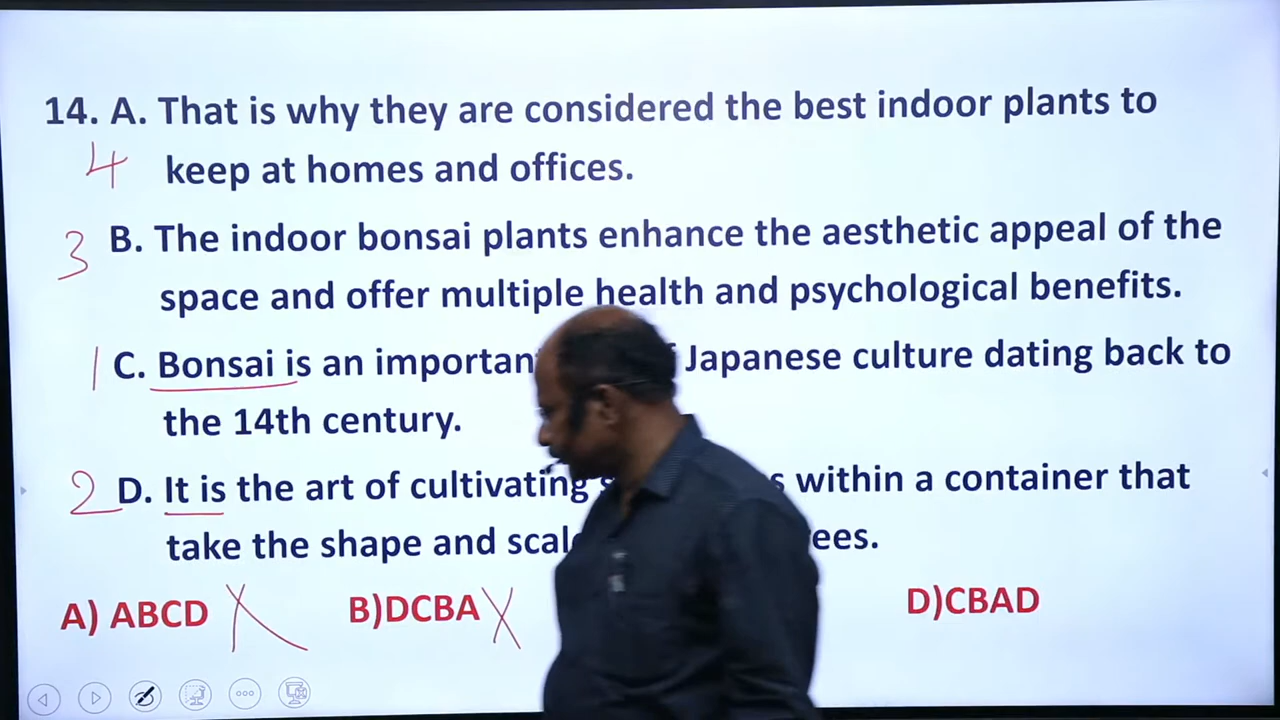 14. A. That is why they are considered the best indoor plants to
4 keep at homes and offices.
3 B. The indoor bonsai plants enhance the aesthetic appeal of the
space and offer multiple health and psychological benefits.
1 C. Bonsai is an Japanese culture dating back to
the 14th century.
2 D. It is the art of cultivating within a container that
take the shape and
A) ABCD X B)DCBA X D)CBAD